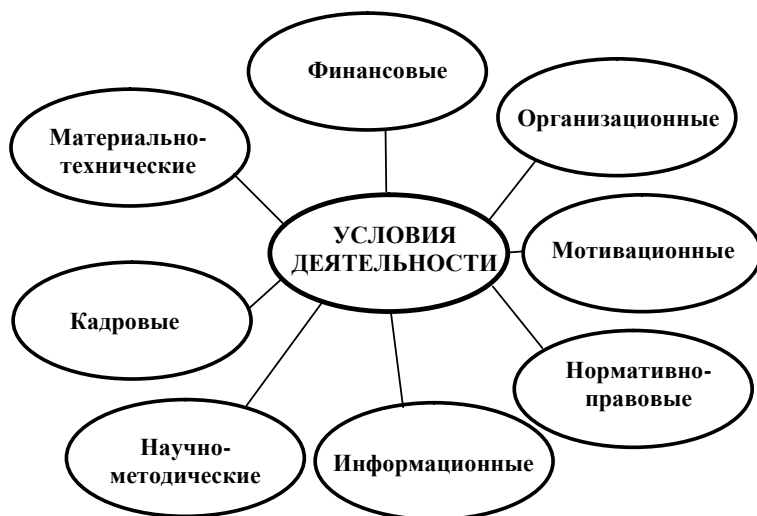 Финансовые
Организационные
Материально-
технические
УСЛОВИЯ
ДЕЯТЕЛЬНОСТИ
Мотивационные
Кадровые
Нормативно-
правовые
Научно-
методические
Информационные